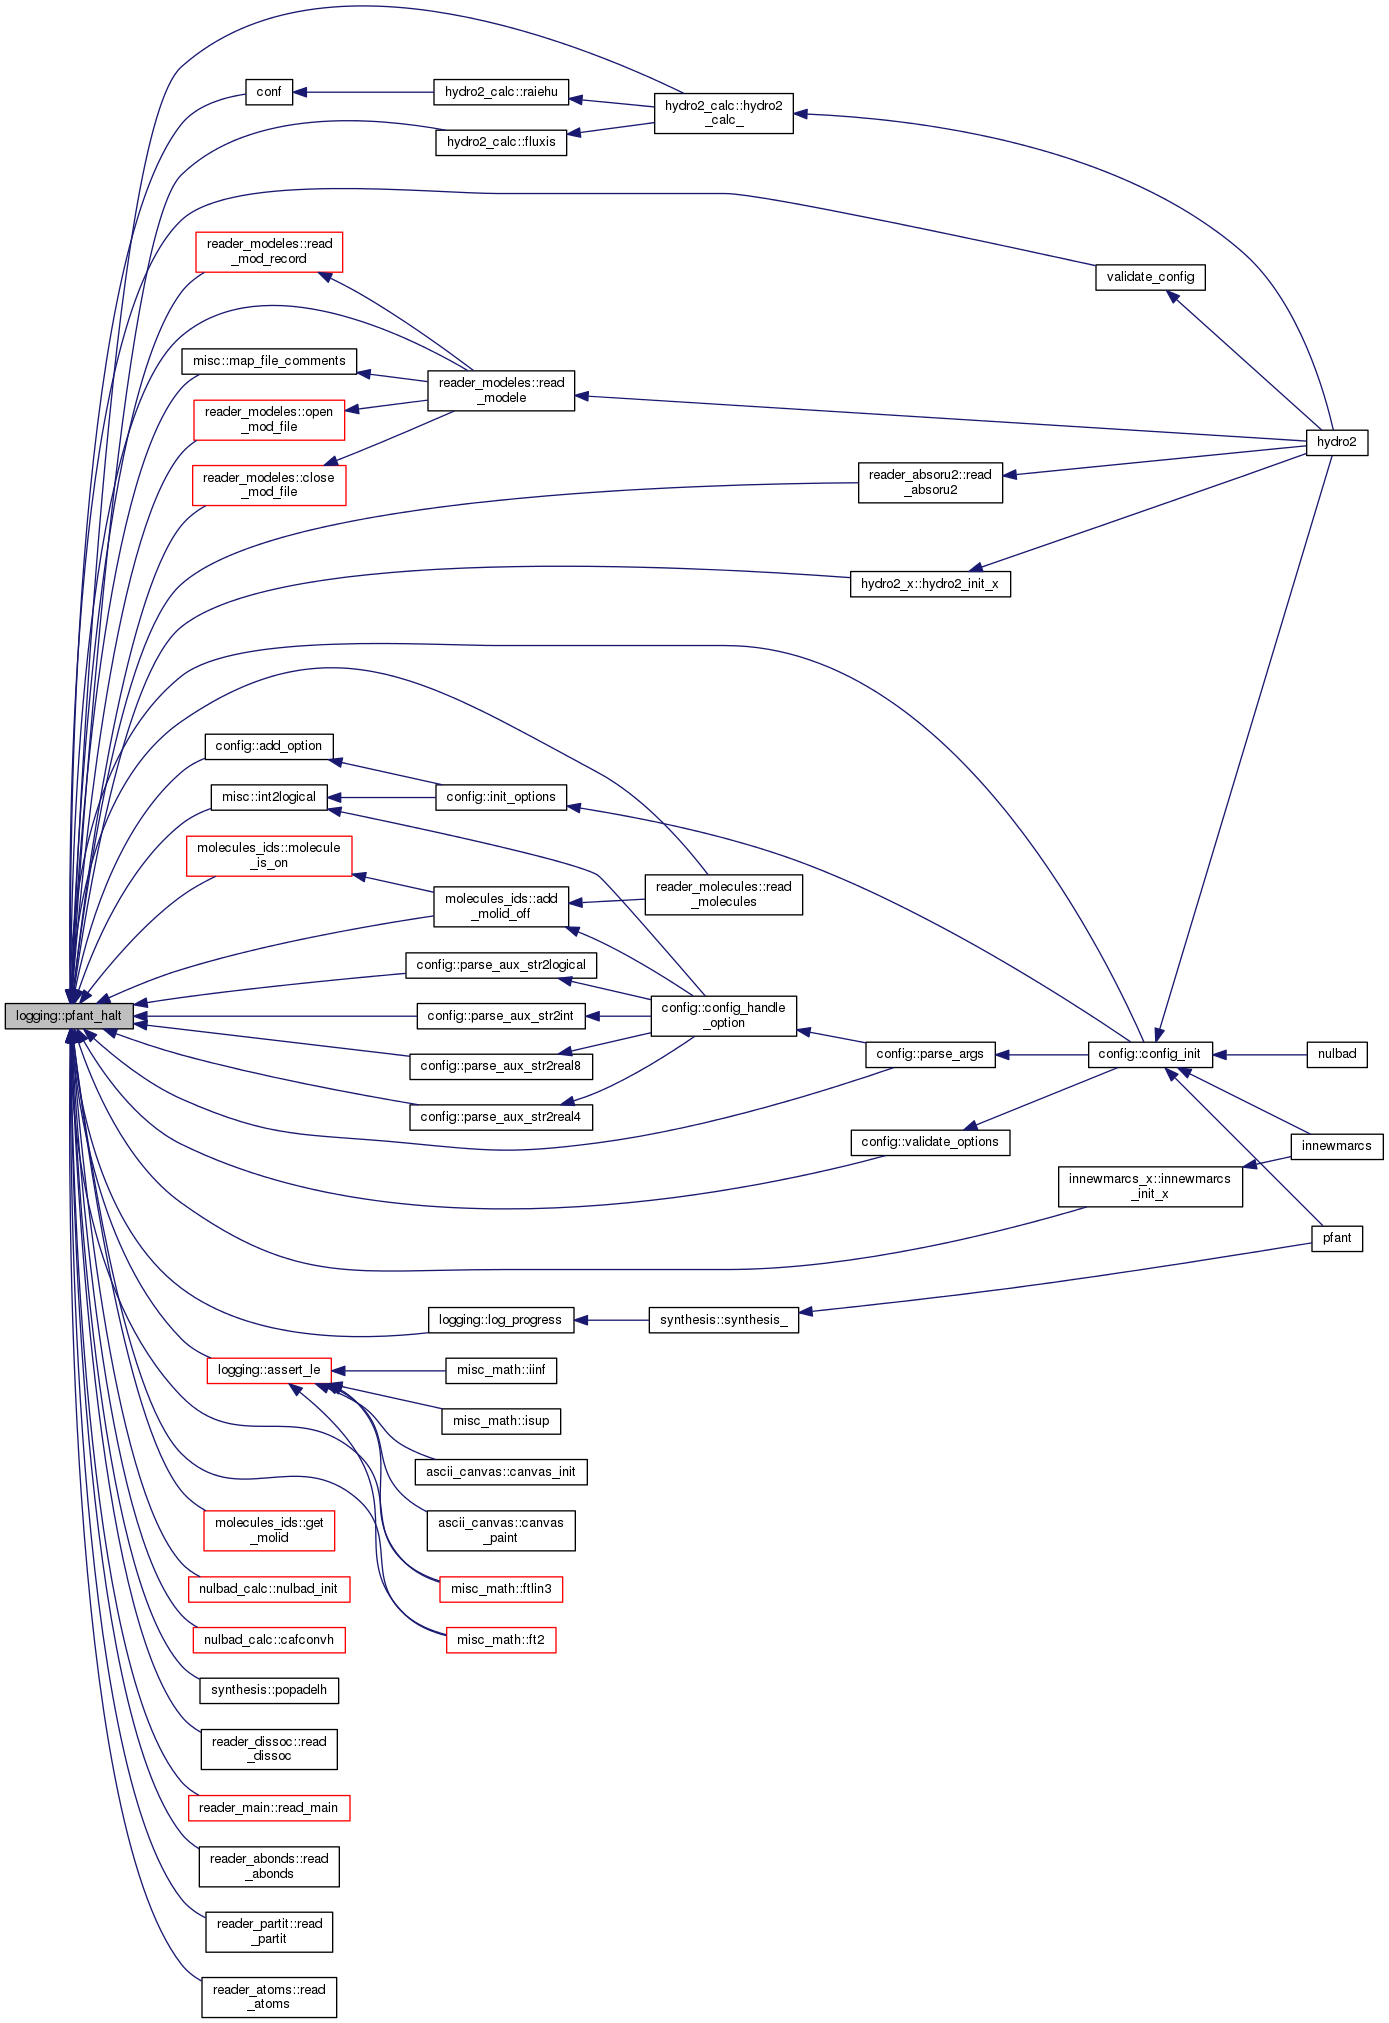 conf
hydro2_calc::raiehu
hydro2_calc::hydro2
_calc_
hydro2_calc::fluxis
reader_modeles::read
_mod_record
validate_config
misc::map_file_comments
reader_modeles::read
_modele
reader_modeles::open
_mod_file
hydro2
reader_modeles::close
_mod_file
reader_absoru2::read
_absoru2
hydro2_x::hydro2_init_x
config::add_option
misc::int2logical
config::init_options
molecules_ids::molecule
_is_on
reader_molecules::read
_molecules
molecules_ids::add
_molid_off
config::parse_aux_str2logical
logging::pfant_halt
config::parse_aux_str2int
config::config_handle
_option
config::parse_aux_str2real8
config::parse_args
config::config_init
nulbad
config::parse_aux_str2real4
config::validate_options
innewmarcs
innewmarcs_x::innewmarcs
_init_x
pfant
logging::log_progress
synthesis::synthesis_
logging::assert_le
misc_math::iinf
misc_math::isup
ascii_canvas::canvas_init
molecules_ids::get
_molid
ascii_canvas::canvas
_paint
nulbad_calc::nulbad_init
misc_math::ftlin3
nulbad_calc::cafconvh
misc_math::ft2
synthesis::popadelh
reader_dissoc::read
_dissoc
reader_main::read_main
reader_abonds::read
_abonds
reader_partit::read
_partit
reader_atoms::read
_atoms